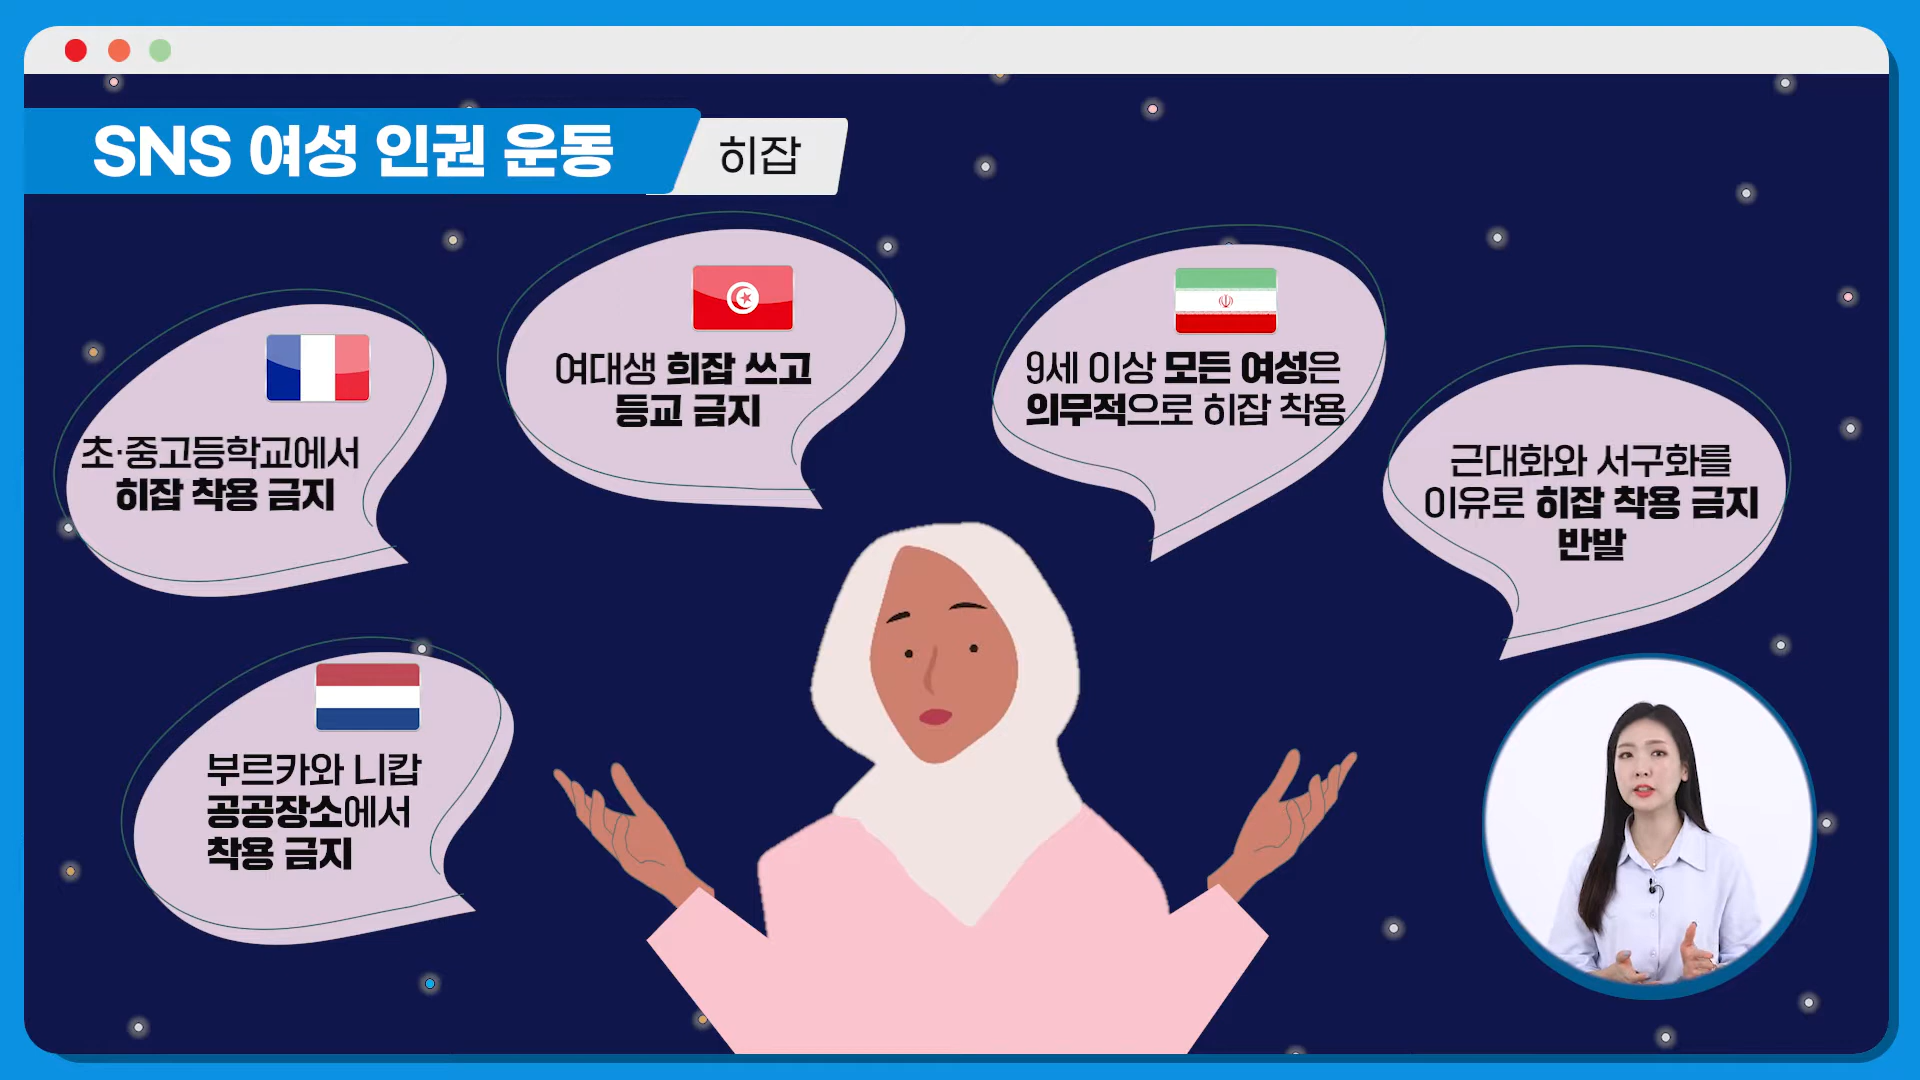 SNS 여성 인권 운동
히잡
초·중고등학교에서
히잡 착용 금지
여대생 희잡 쓰고
등교 금지
9세 이상 모든 여성은
의무적으로 히잡 착용
근대화와 서구화를
이유로 히잡 착용 금지
반발
부르카와 니캅
공공장소에서
착용 금지